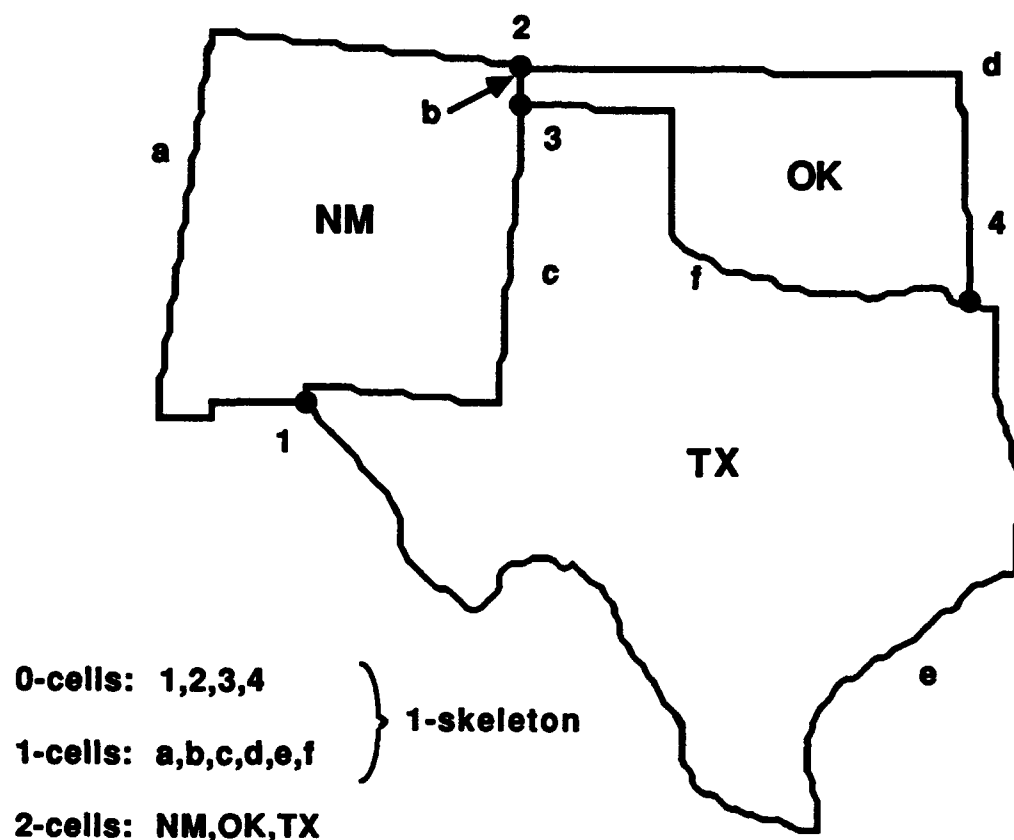 2
d
b
3
a
OK
NM
4
c
f
1
TX
e
0-cells: 1,2,3,4
1-skeleton
1-cells: a,b,c,d,e,f
2-cells: NM,OK,TX